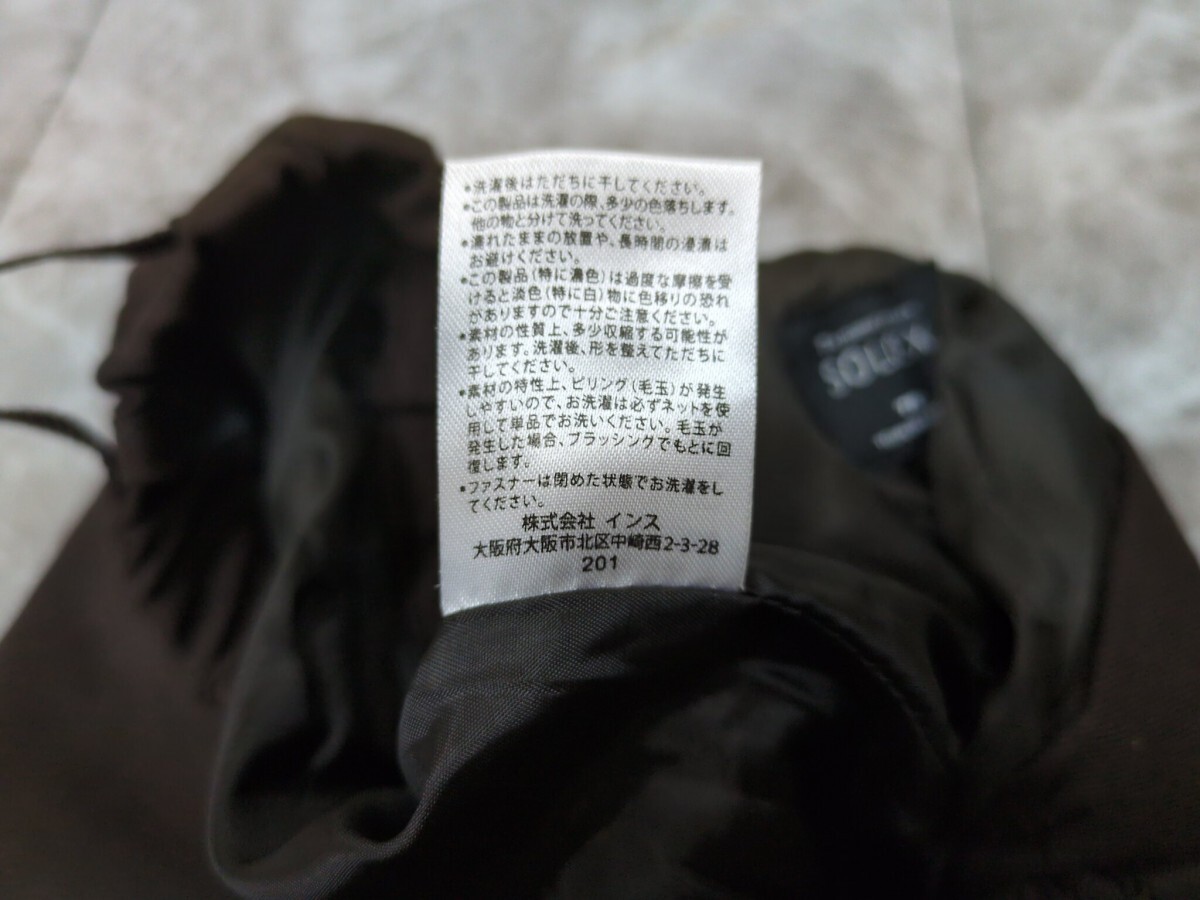 •洗濯後はただちに干してください。
•この製品は洗濯の際、多少の色落ちします。
他の物と分けて洗ってください。
•濡れたままの放置や、長時間の浸漬は
お避けください。
•この製品(特に濃色)は過度な摩擦を受
けると淡色(特に白)物に色移りの恐れ
がありますので十分ご注意ください。
•素材の性質上、多少収縮する可能性が
あります。洗濯後、形を整えてただちに
干してください。
•素材の特性上、ピリング(毛玉)が発生
しやすいので、お洗濯は必ずネットを使
用して単品でお洗いください。毛玉が
発生した場合、ブラッシングでもとに回
復します。
•ファスナーは閉めた状態でお洗濯をし
てください。
株式会社 インス
大阪府大阪市北区中崎西2-3-28
201